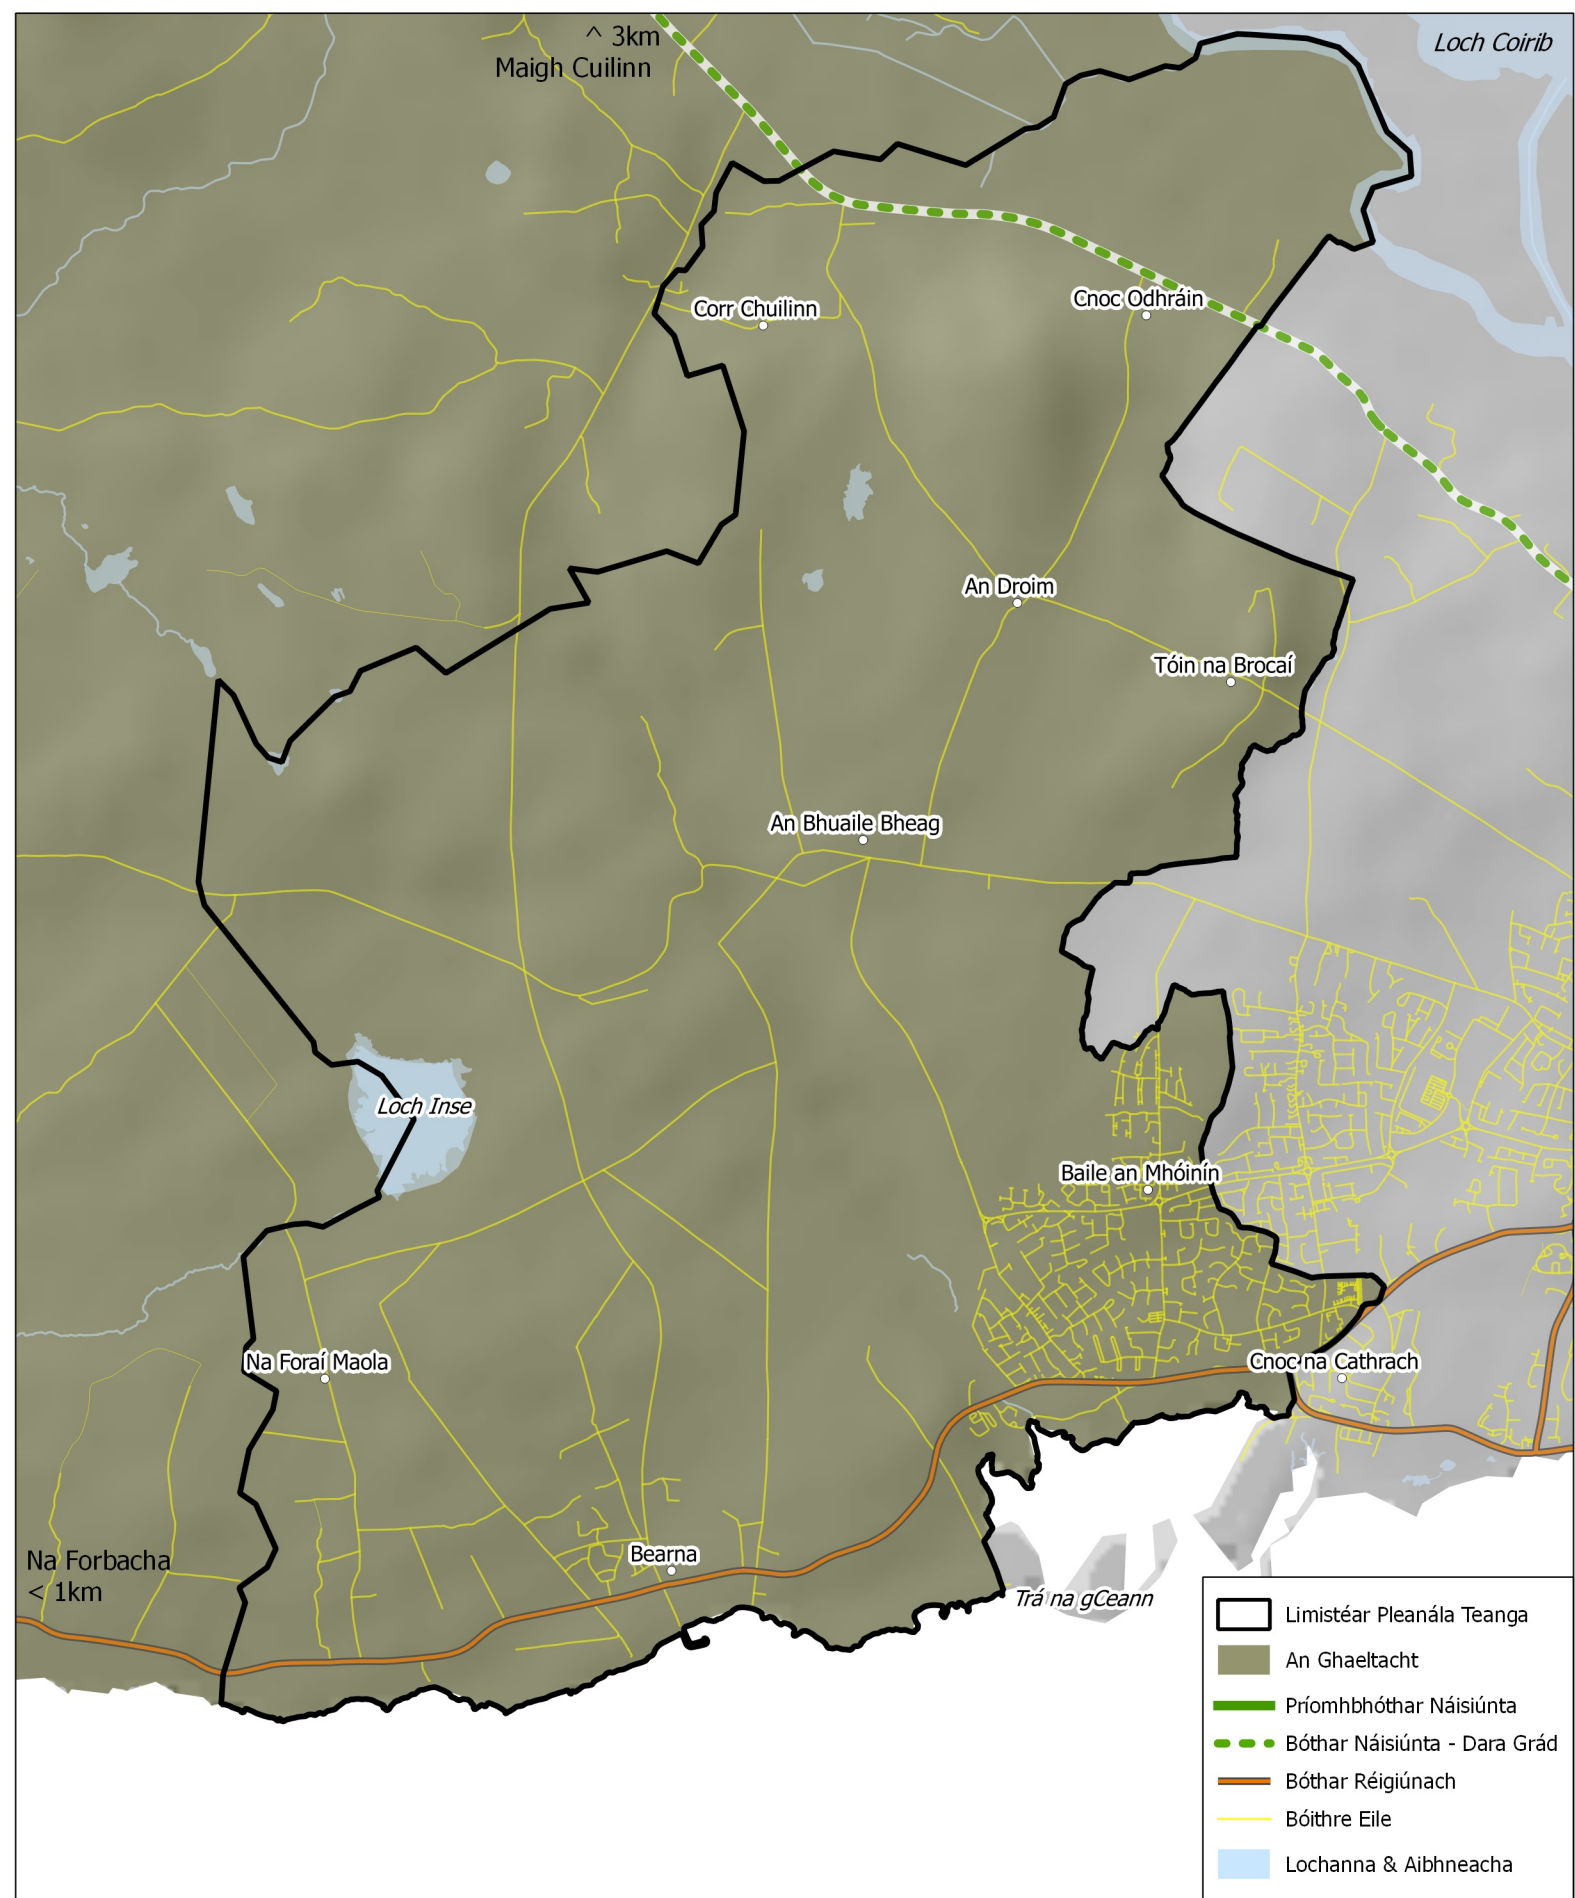 ^ 3km
Maigh Cuilinn
Loch Coirib
Corr Chuilinn
Cnoc Odhráin
An Droim
Tóin na Brocaí
An Bhuaile Bheag
Loch Inse
Baile an Mhóinín
Na Foraí Maola
Cnoc na Cathrach
Na Forbacha
< 1km
Bearna
Trá na gCeann
Limistéar Pleanála Teanga
An Ghaeltacht
Príomhbhóthar Náisiúnta
Bóthar Náisiúnta - Dara Grád
Bóthar Réigiúnach
Bóithre Eile
Lochanna & Aibhneacha